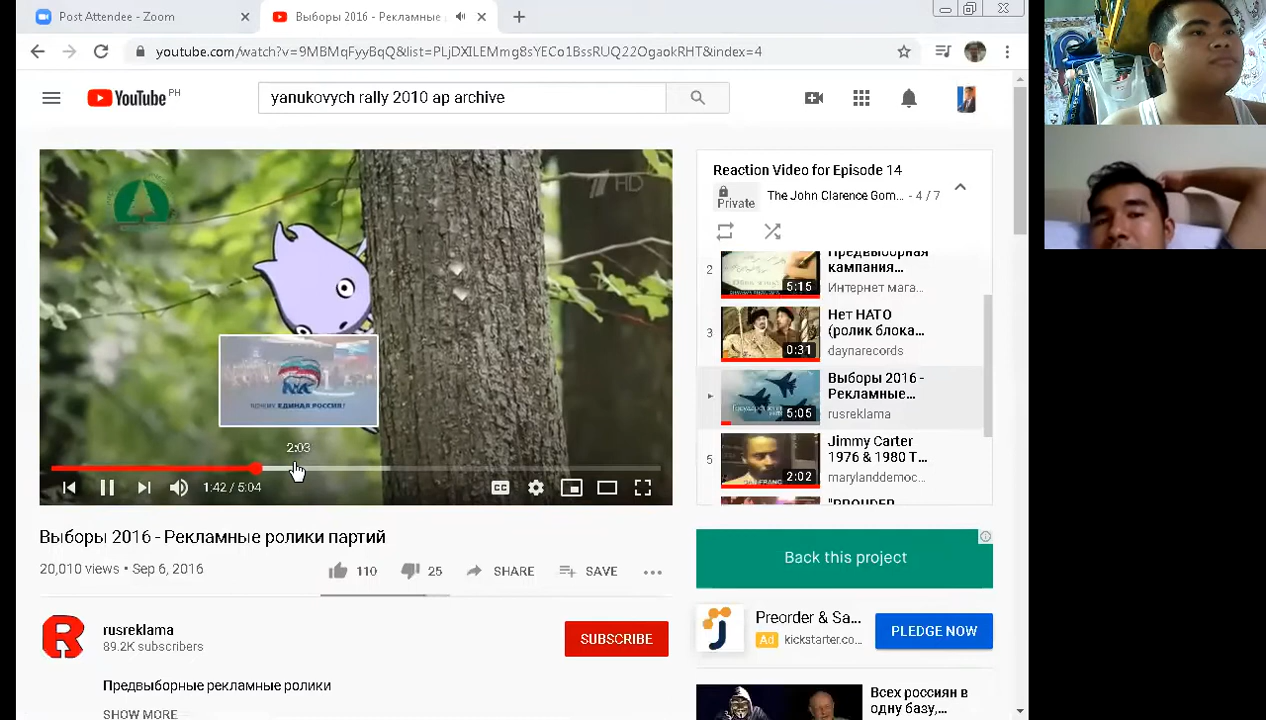 Post Attendee - Zoom
Выборы 2016 - Рекламные
youtube.com/watch?v=9MBMqFyyBqQ&list=PLjDXILEMmg8sYECo1BssRUQ22OgaokRHT&index=4
YouTube PH
yanukovych rally 2010 ap archive
HD
ПОЧЕМУ ЕДИНАЯ РОССИЯ?
2:03
1:42 / 5:04
CC
Reaction Video for Episode 14
Private
The John Clarence Gom... - 4 / 7
2
Предвыборная
кампания...
Интернет мага...
5:15
3
Нет НАТО
(ролик блока...
daynarecords
0:31
Выборы 2016 -
Рекламные...
rusreklama
5:05
5
Jimmy Carter
1976 & 1980 T...
marylanddemoc...
2:02
"PROUDER
Выборы 2016 - Рекламные ролики партий
20,010 views • Sep 6, 2016
110
25
SHARE
SAVE
R
rusreklama
89.2K subscribers
SUBSCRIBE
Предвыборные рекламные ролики
SHOW MORE
Back this project
Preorder & Sa...
Ad kickstarter.co...
PLEDGE NOW
Всех россиян в
одну базу,